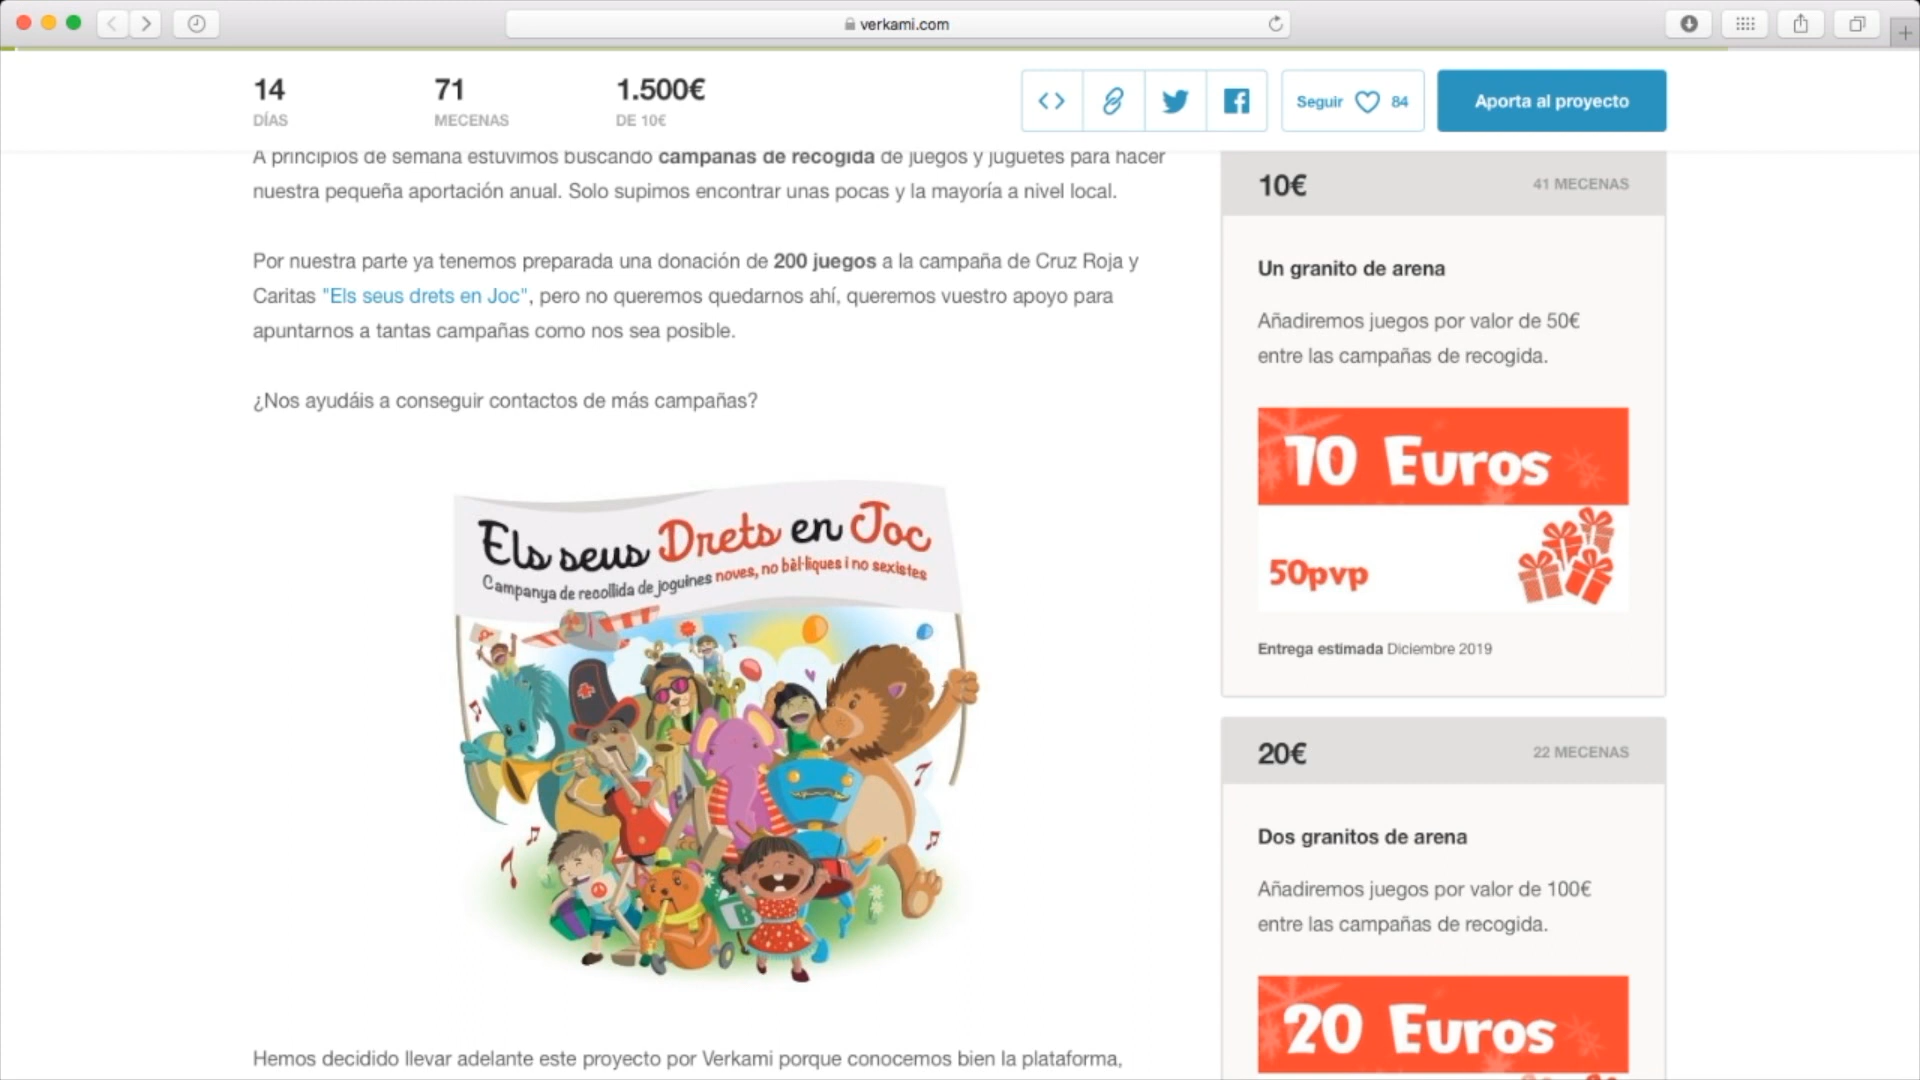 verkami.com
14
DÍAS
71
MECENAS
1.500€
DE 10€
Seguir 84
Aporta al proyecto
A principios de semana estuvimos buscando campañas de recogida de juegos y juguetes para hacer
nuestra pequeña aportación anual. Solo supimos encontrar unas pocas y la mayoría a nivel local.
Por nuestra parte ya tenemos preparada una donación de 200 juegos a la campaña de Cruz Roja y
Caritas "Els seus drets en Joc", pero no queremos quedarnos ahí, queremos vuestro apoyo para
apuntarnos a tantas campañas como nos sea posible.
¿Nos ayudáis a conseguir contactos de más campañas?
Els seus Drets en Joc
Campanya de recollida de joguines noves, no bèl·liques i no sexistes
B
Hemos decidido llevar adelante este proyecto por Verkami porque conocemos bien la plataforma,
10€
41 MECENAS
Un granito de arena
Añadiremos juegos por valor de 50€
entre las campañas de recogida.
10 Euros
50pvp
Entrega estimada Diciembre 2019
20€
22 MECENAS
Dos granitos de arena
Añadiremos juegos por valor de 100€
entre las campañas de recogida.
20 Euros